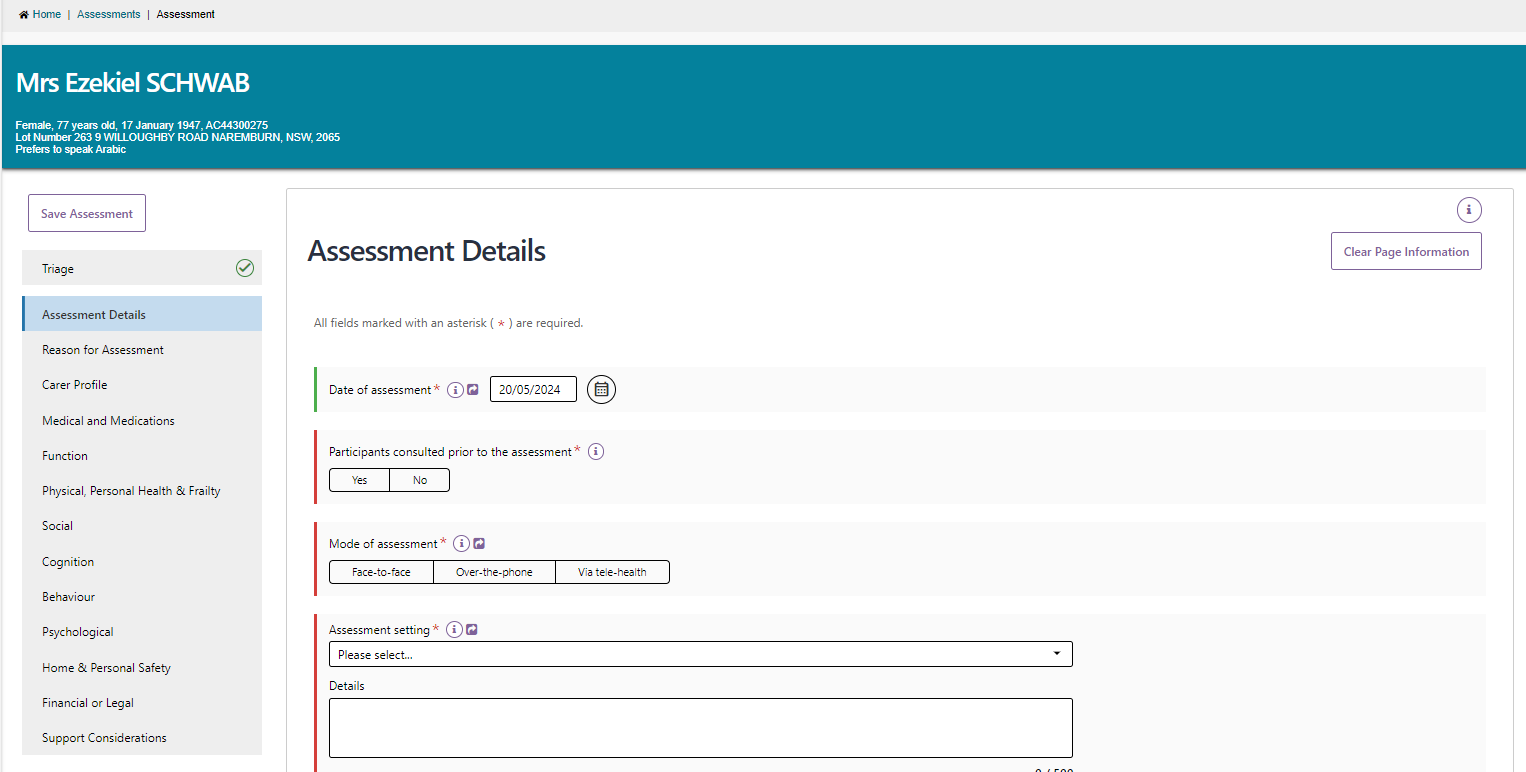 Home | Assessments | Assessment
Mrs Ezekiel SCHWAB
Female, 77 years old, 17 January 1947, AC44300275
Lot Number 263 9 WILLOUGHBY ROAD NAREMBURN, NSW, 2065
Prefers to speak Arabic
Save Assessment
Triage
Assessment Details
Reason for Assessment
Carer Profile
Medical and Medications
Function
Physical, Personal Health & Frailty
Social
Cognition
Behaviour
Psychological
Home & Personal Safety
Financial or Legal
Support Considerations
Assessment Details
Clear Page Information
All fields marked with an asterisk ( * ) are required.
Date of assessment * 20/05/2024
Participants consulted prior to the assessment *
Yes No
Mode of assessment *
Face-to-face Over-the-phone Via tele-health
Assessment setting *
Please select...
Details